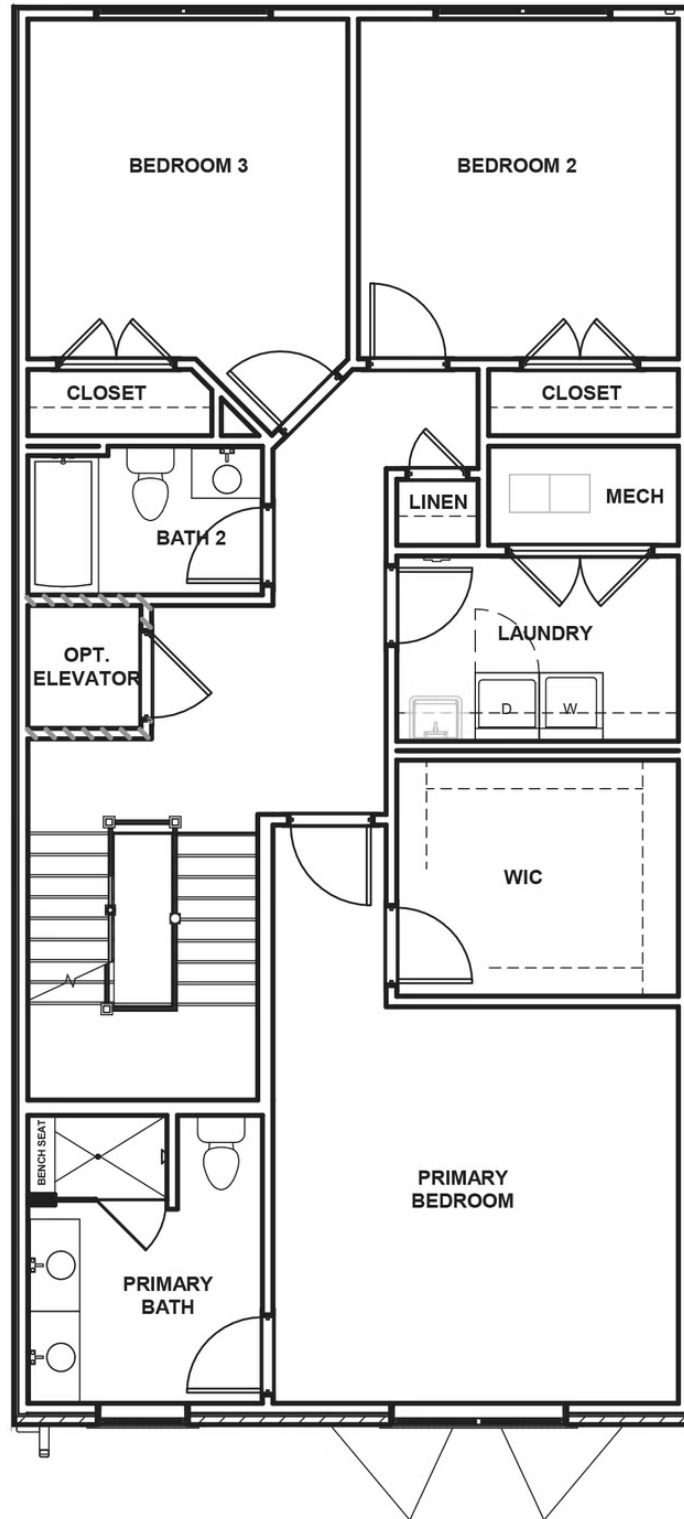 BEDROOM 3
BEDROOM 2
CLOSET
CLOSET
LINEN
MECH
BATH 2
LAUNDRY
OPT.
ELEVATOR
D
W
WIC
BENCH SEAT
PRIMARY
BEDROOM
PRIMARY
BATH